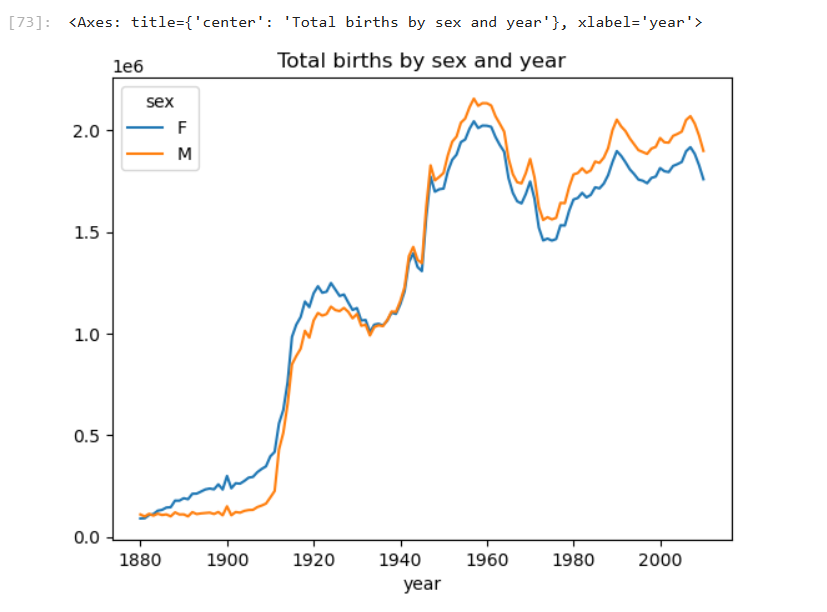 [73]: <Axes: title={'center': 'Total births by sex and year'}, xlabel='year'>
Total births by sex and year
1e6
sex
F
M
2.0
1.5
1.0
0.5
0.0
1880 1900 1920 1940 1960 1980 2000
year